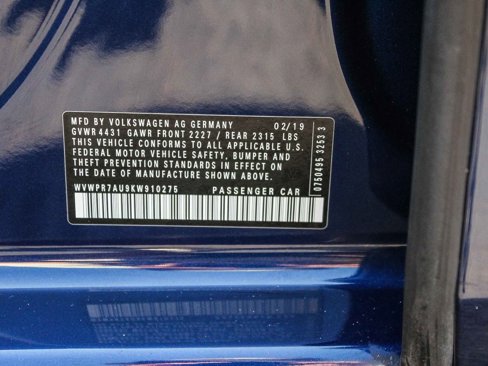 MFD BY VOLKSWAGEN AG GERMANY 02/19
GVWR 4431 GAWR FRONT 2227 / REAR 2315 LBS
THIS VEHICLE CONFORMS TO ALL APPLICABLE U.S.
FEDERAL MOTOR VEHICLE SAFETY, BUMPER AND
THEFT PREVENTION STANDARDS IN EFFECT ON
THE DATE OF MANUFACTURE SHOWN ABOVE.
WVWPR7AU9KW910275 PASSENGER CAR
0750495 3253 3